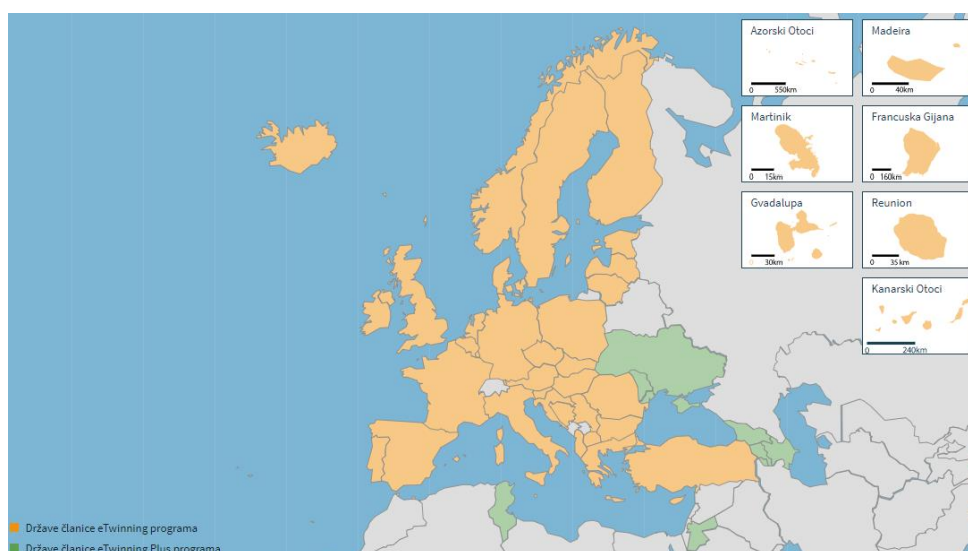 Azorski Otoci
0 550km
Madeira
0 40km
Martinik
0 15km
Francuska Gijana
0 160km
Gvadalupa
0 30km
Reunion
0 35km
Kanarski Otoci
0 240km
Države članice eTwinning programa
Države članice eTwinning Plus programa